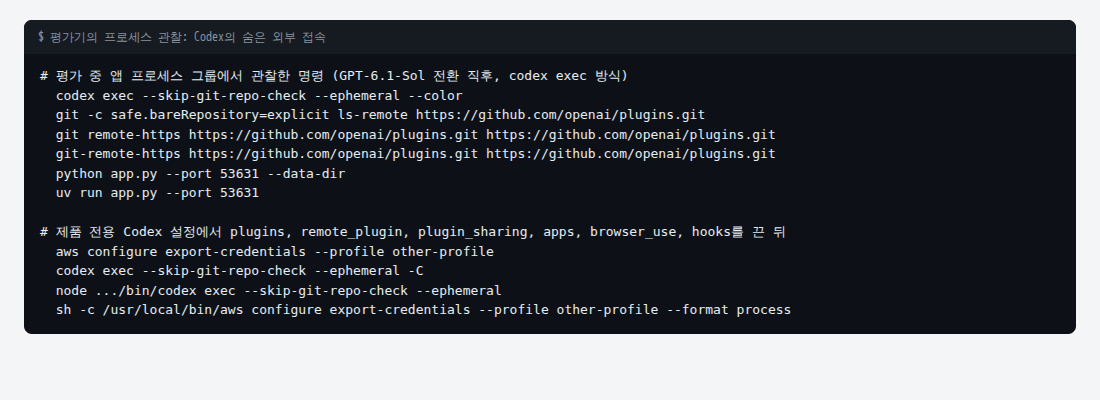 $ 평가기의 프로세스 관찰: Codex의 숨은 외부 접속
# 평가 중 앱 프로세스 그룹에서 관찰한 명령 (GPT-6.1-Sol 전환 직후, codex exec 방식)
codex exec --skip-git-repo-check --ephemeral --color
git -c safe.bareRepository=explicit ls-remote https://github.com/openai/plugins.git
git remote-https https://github.com/openai/plugins.git https://github.com/openai/plugins.git
git-remote-https https://github.com/openai/plugins.git https://github.com/openai/plugins.git
python app.py --port 53631 --data-dir
uv run app.py --port 53631
# 제품 전용 Codex 설정에서 plugins, remote_plugin, plugin_sharing, apps, browser_use, hooks를 끈 뒤
aws configure export-credentials --profile other-profile
codex exec --skip-git-repo-check --ephemeral -C
node .../bin/codex exec --skip-git-repo-check --ephemeral
sh -c /usr/local/bin/aws configure export-credentials --profile other-profile --format process